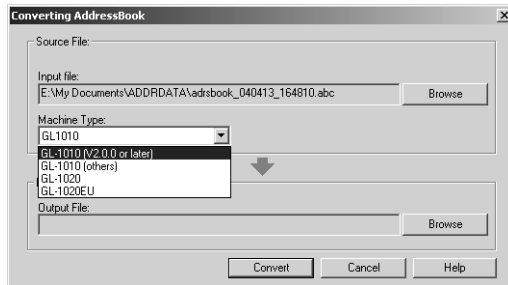 Converting AddressBook
Source File:
Input file:
E:\My Documents\ADDRDATA\adrsbook_040413_164810.abc
Browse
Machine Type:
GL1010
GL-1010 (V2.0.0 or later)
GL-1010 (others)
GL-1020
GL-1020EU
Output File:
Browse
Convert
Cancel
Help